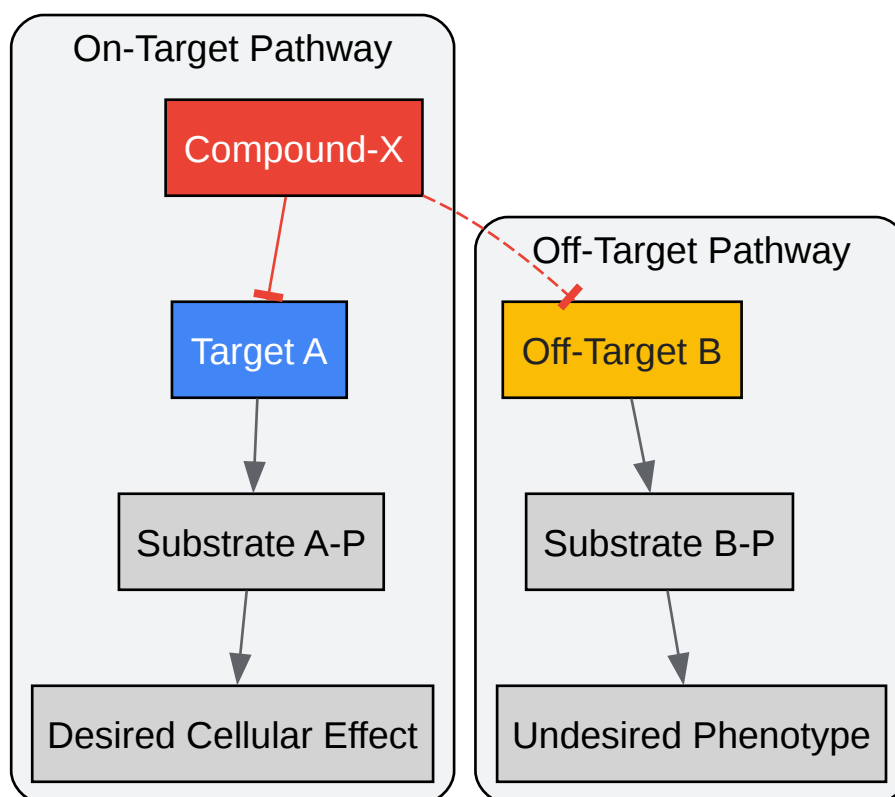 On-Target Pathway
Compound-X
Target A
Substrate A-P
Desired Cellular Effect
Off-Target Pathway
Off-Target B
Substrate B-P
Undesired Phenotype